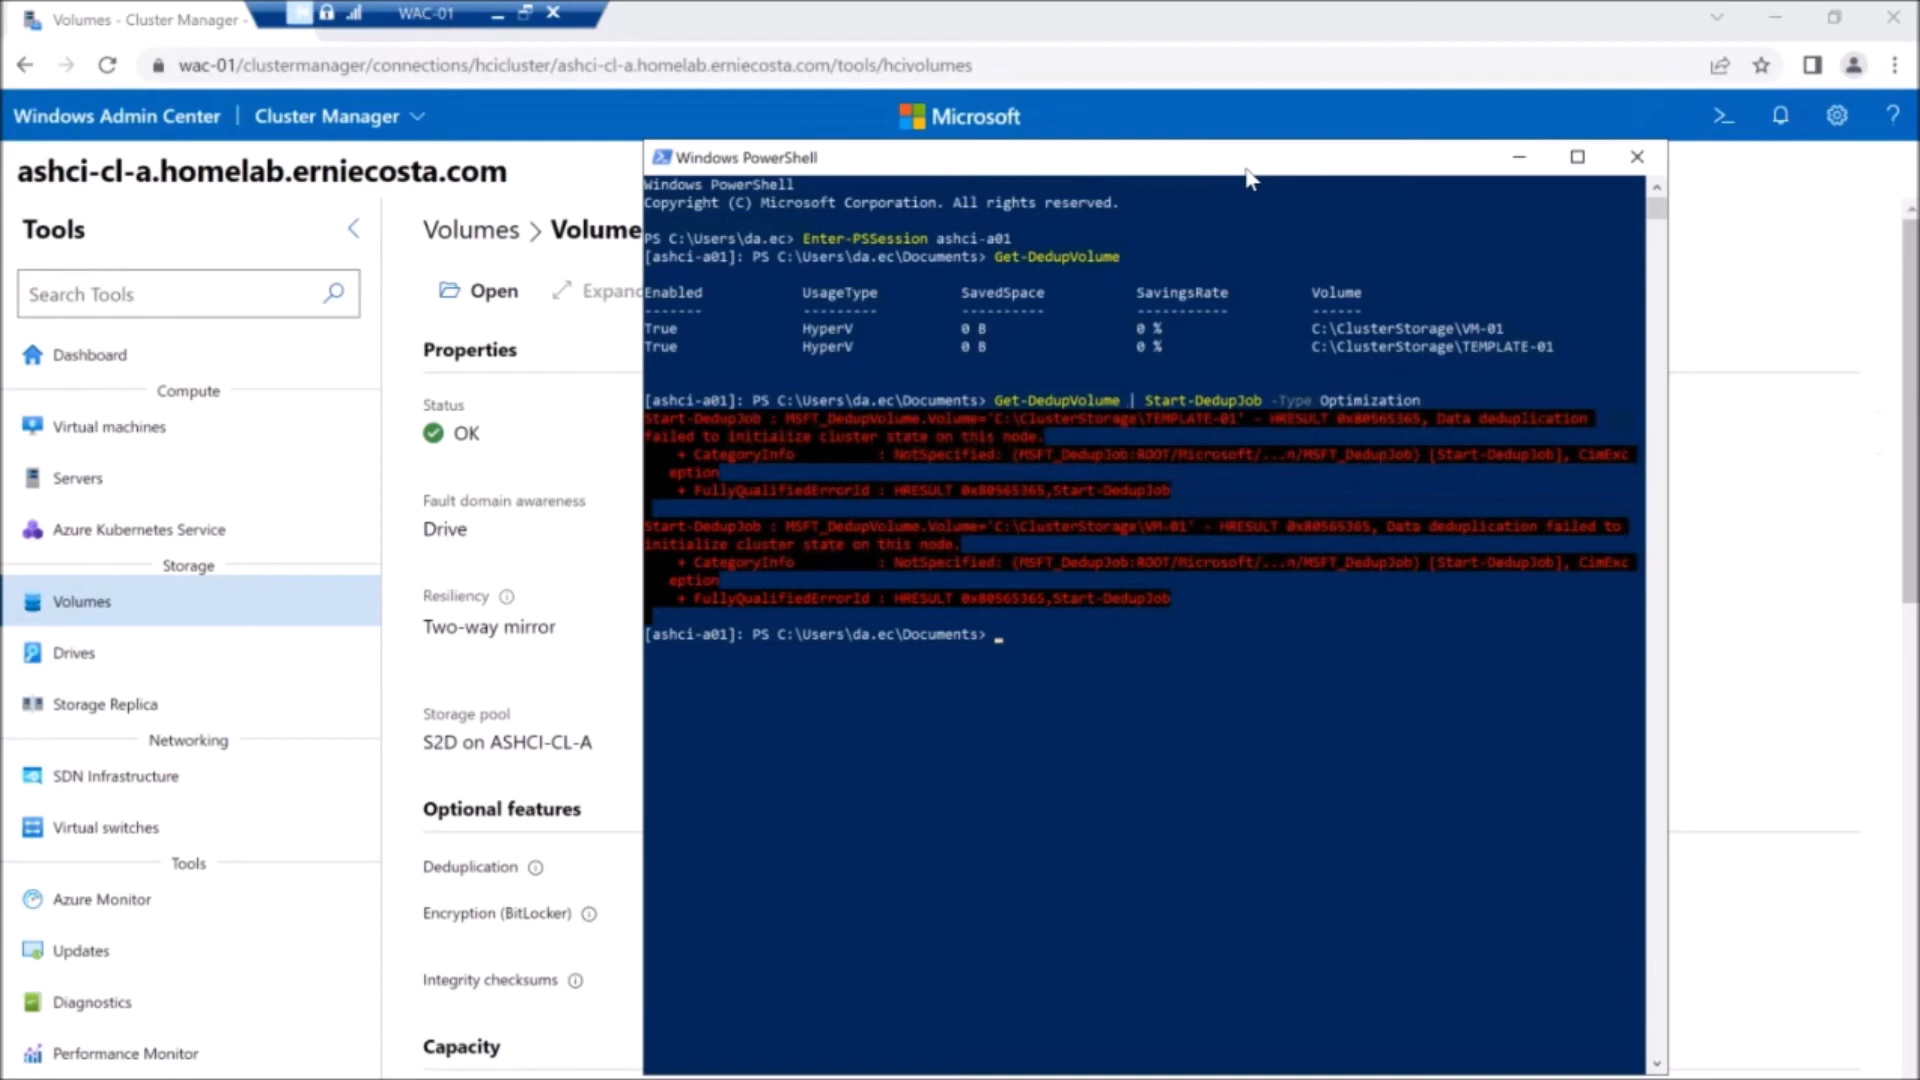 Volumes - Cluster Manager -
WAC-01
wac-01/clustermanager/connections/hcicluster/ashci-cl-a.homelab.erniecosta.com/tools/hcivolumes
Windows Admin Center | Cluster Manager
Microsoft
ashci-cl-a.homelab.erniecosta.com
Tools
Search Tools
Dashboard
Compute
Virtual machines
Servers
Azure Kubernetes Service
Storage
Volumes
Drives
Storage Replica
Networking
SDN Infrastructure
Virtual switches
Tools
Azure Monitor
Updates
Diagnostics
Performance Monitor
Volumes > Volume
Open
Expand
Properties
Status
OK
Fault domain awareness
Drive
Resiliency
Two-way mirror
Storage pool
S2D on ASHCI-CL-A
Optional features
Deduplication
Encryption (BitLocker)
Integrity checksums
Capacity
Windows PowerShell
Windows PowerShell
Copyright (C) Microsoft Corporation. All rights reserved.
PS C:\Users\da.ec> Enter-PSSession ashci-a01
[ashci-a01]: PS C:\Users\da.ec\Documents> Get-DedupVolume
Enabled UsageType SavedSpace SavingsRate Volume
------- --------- ---------- ----------- ------
True HyperV 0 B 0 % C:\ClusterStorage\VM-01
True HyperV 0 B 0 % C:\ClusterStorage\TEMPLATE-01
[ashci-a01]: PS C:\Users\da.ec\Documents> Get-DedupVolume | Start-DedupJob -Type Optimization
Start-DedupJob : MSFT_DedupVolume.Volume='C:\ClusterStorage\TEMPLATE-01' - HRESULT 0x80565365, Data deduplication
failed to initialize cluster state on this node.
+ CategoryInfo : NotSpecified: (MSFT_DedupJob:ROOT/Microsoft/...n/MSFT_DedupJob) [Start-DedupJob], CimExc
eption
+ FullyQualifiedErrorId : HRESULT 0x80565365,Start-DedupJob
Start-DedupJob : MSFT_DedupVolume.Volume='C:\ClusterStorage\VM-01' - HRESULT 0x80565365, Data deduplication failed to
initialize cluster state on this node.
+ CategoryInfo : NotSpecified: (MSFT_DedupJob:ROOT/Microsoft/...n/MSFT_DedupJob) [Start-DedupJob], CimExc
eption
+ FullyQualifiedErrorId : HRESULT 0x80565365,Start-DedupJob
[ashci-a01]: PS C:\Users\da.ec\Documents> _